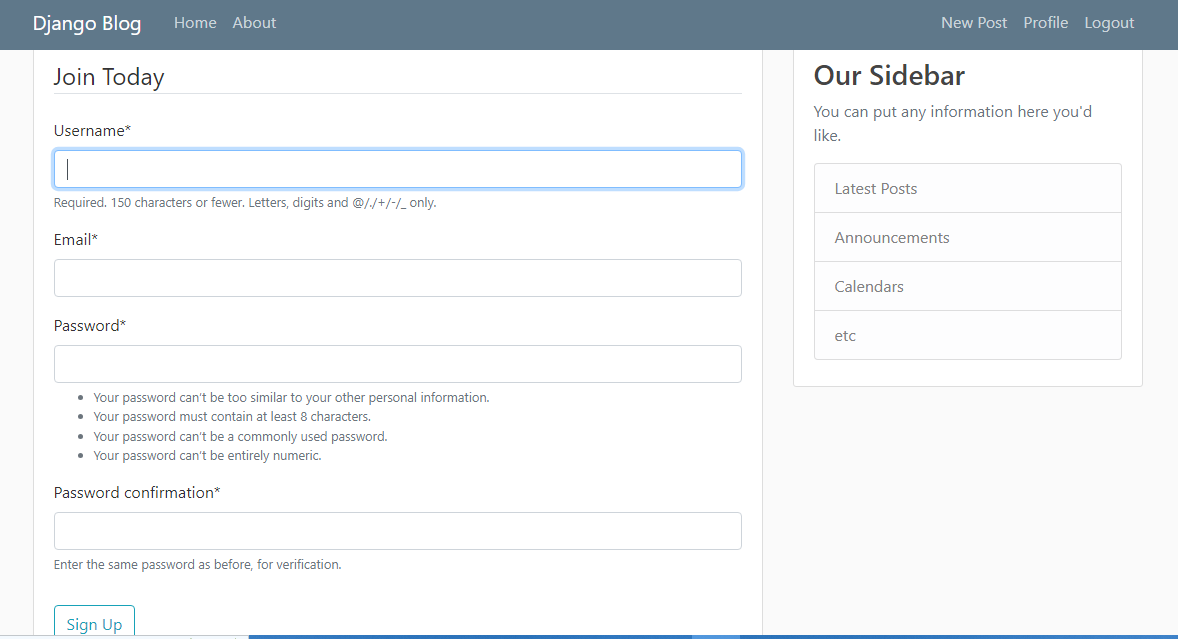 Django Blog Home About New Post Profile Logout
Join Today
Username*
Required. 150 characters or fewer. Letters, digits and @/./+/-/_ only.
Email*
Password*
Your password can't be too similar to your other personal information.
Your password must contain at least 8 characters.
Your password can't be a commonly used password.
Your password can't be entirely numeric.
Password confirmation*
Enter the same password as before, for verification.
Sign Up
Our Sidebar
You can put any information here you'd
like.
Latest Posts
Announcements
Calendars
etc